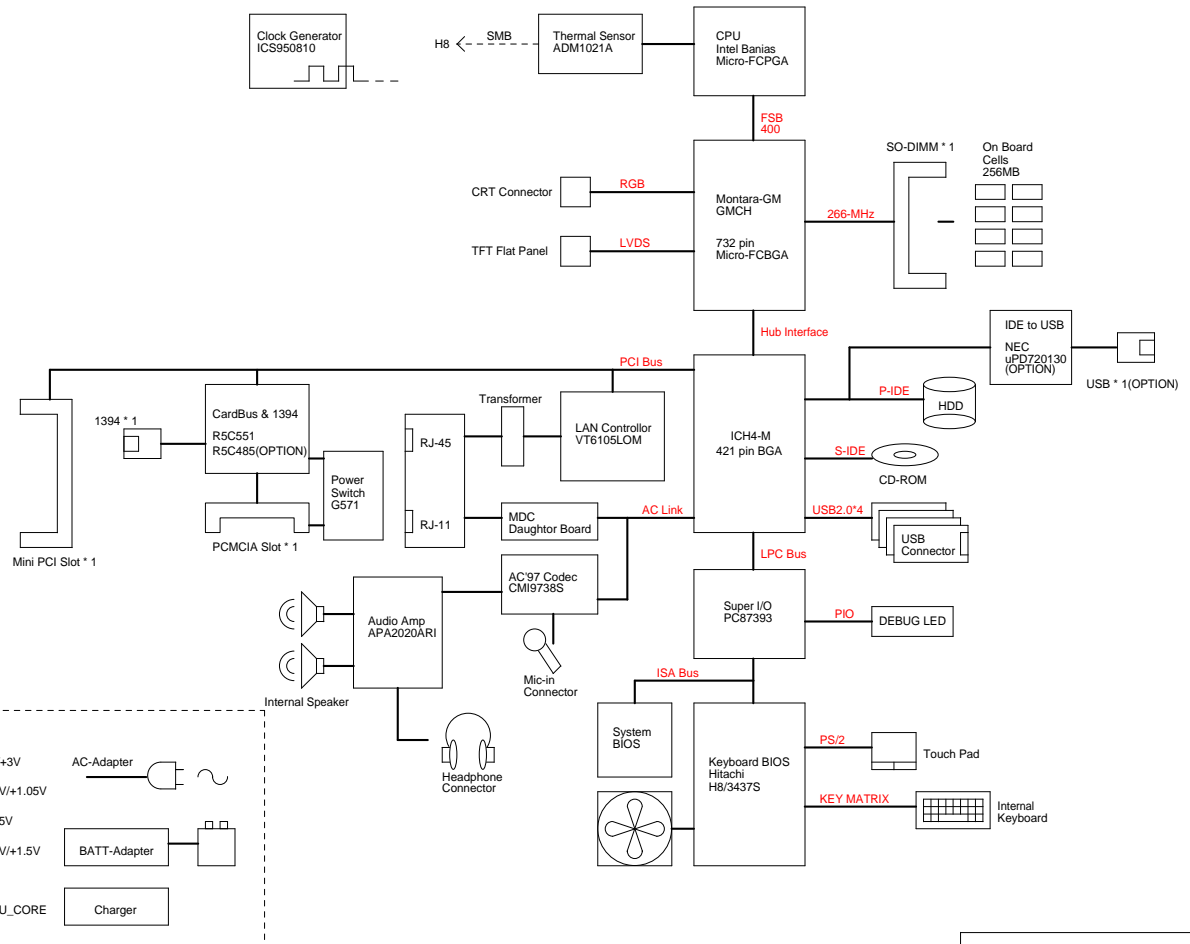 Clock Generator
ICS950810
H8
SMB
Thermal Sensor
ADM1021A
CPU
Intel Banias
Micro-FCPGA
FSB
400
SO-DIMM * 1
On Board
Cells
256MB
CRT Connector
RGB
Montara-GM
GMCH
266-MHz
TFT Flat Panel
LVDS
732 pin
Micro-FCBGA
Hub Interface
IDE to USB
NEC
uPD720130
(OPTION)
USB * 1(OPTION)
PCI Bus
P-IDE
HDD
1394 * 1
CardBus & 1394
R5C551
R5C485(OPTION)
Transformer
RJ-45
LAN Controllor
VT6105LOM
ICH4-M
421 pin BGA
S-IDE
CD-ROM
Power
Switch
G571
RJ-11
MDC
Daughtor Board
AC Link
USB2.0*4
USB
Connector
Mini PCI Slot * 1
PCMCIA Slot * 1
LPC Bus
AC'97 Codec
CMI9738S
Audio Amp
APA2020ARI
Super I/O
PC87393
PIO
DEBUG LED
Mic-in
Connector
ISA Bus
Internal Speaker
System
BIOS
Keyboard BIOS
Hitachi
H8/3437S
PS/2
Touch Pad
Headphone
Connector
KEY MATRIX
Internal
Keyboard
+3V
AC-Adapter
V/+1.05V
5V
V/+1.5V
BATT-Adapter
U_CORE
Charger